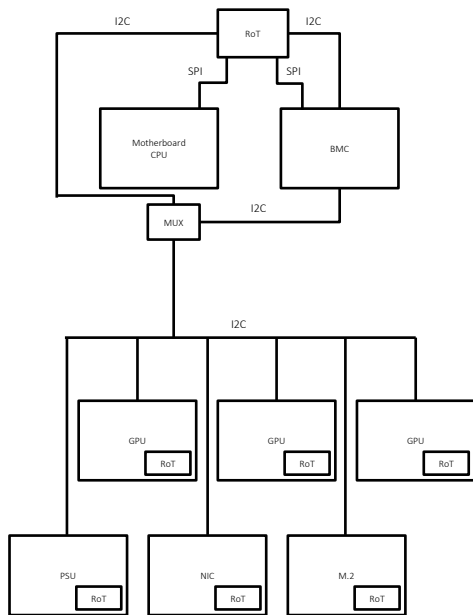 I2C
RoT
I2C
SPI
SPI
Motherboard
CPU
BMC
MUX
I2C
I2C
GPU
RoT
GPU
RoT
GPU
RoT
PSU
RoT
NIC
RoT
M.2
RoT